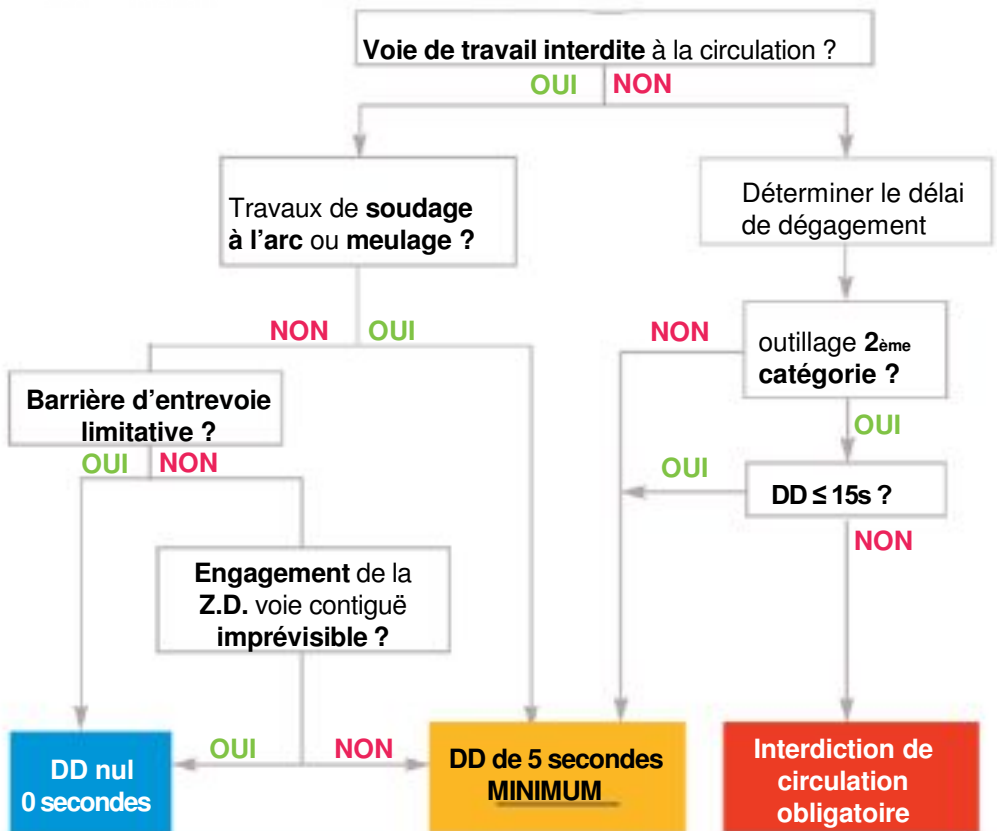 Voie de travail interdite à la circulation ?
OUI NON
Travaux de soudage
à l'arc ou meulage ?
Déterminer le délai
de dégagement
NON OUI
NON
outillage 2ème
catégorie ?
OUI
Barrière d'entrevoie
limitative ?
OUI NON
OUI
DD ≤ 15s ?
NON
Engagement de la
Z.D. voie contiguë
imprévisible ?
OUI NON
DD nul
0 secondes
DD de 5 secondes
MINIMUM
Interdiction de
circulation
obligatoire